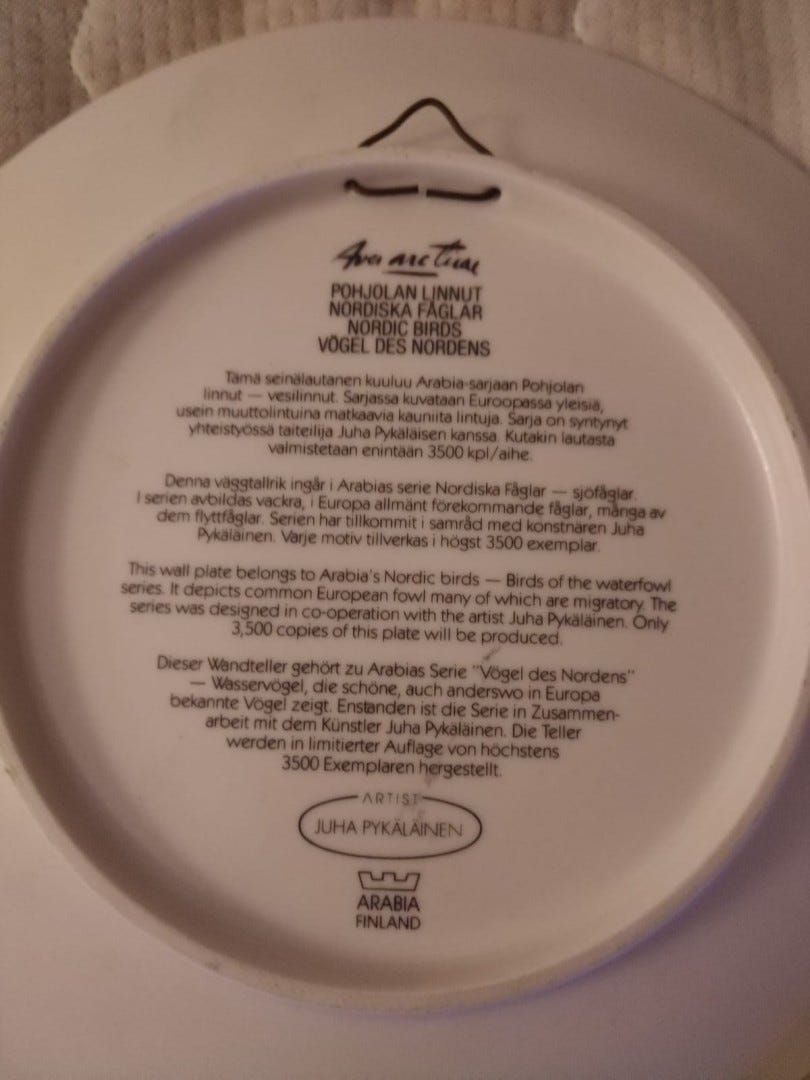 Aves arcticae
POHJOLAN LINNUT
NORDISKA FÅGLAR
NORDIC BIRDS
VÖGEL DES NORDENS
Tämä seinälautanen kuuluu Arabia-sarjaan Pohjolan
linnut — vesilinnut. Sarjassa kuvataan Euroopassa yleisiä,
usein muuttolintuina matkaavia kauniita lintuja. Sarja on syntynyt
yhteistyössä taiteilija Juha Pykäläisen kanssa. Kutakin lautasta
valmistetaan enintään 3500 kpl/aihe.
Denna väggtallrik ingår i Arabias serie Nordiska Fåglar — sjöfåglar.
I serien avbildas vackra, i Europa allmänt förekommande fåglar, många av
dem flyttfåglar. Serien har tillkommit i samråd med konstnären Juha
Pykäläinen. Varje motiv tillverkas i högst 3500 exemplar.
This wall plate belongs to Arabia's Nordic birds — Birds of the waterfowl
series. It depicts common European fowl many of which are migratory. The
series was designed in co-operation with the artist Juha Pykäläinen. Only
3,500 copies of this plate will be produced.
Dieser Wandteller gehört zu Arabias Serie "Vögel des Nordens"
— Wasservögel, die schöne, auch anderswo in Europa
bekannte Vögel zeigt. Enstanden ist die Serie in Zusammen-
arbeit mit dem Künstler Juha Pykäläinen. Die Teller
werden in limitierter Auflage von höchstens
3500 Exemplaren hergestellt.
ARTIST
JUHA PYKÄLÄINEN
ARABIA
FINLAND